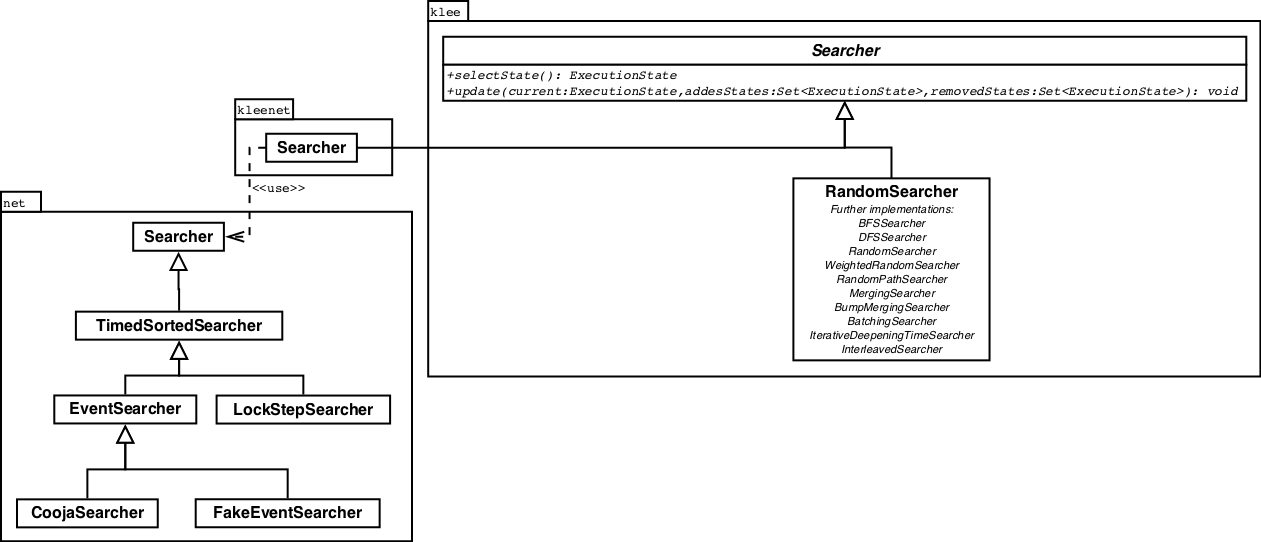 klee
Searcher
+selectState(): ExecutionState
+update(current:ExecutionState,addesStates:Set<ExecutionState>,removedStates:Set<ExecutionState>): void
kleenet
Searcher
<<use>>
RandomSearcher
Further implementations:
BFSSearcher
DFSSearcher
RandomSearcher
WeightedRandomSearcher
RandomPathSearcher
MergingSearcher
BumpMergingSearcher
BatchingSearcher
IterativeDeepeningTimeSearcher
InterleavedSearcher
net
Searcher
TimedSortedSearcher
EventSearcher
LockStepSearcher
CoojaSearcher
FakeEventSearcher